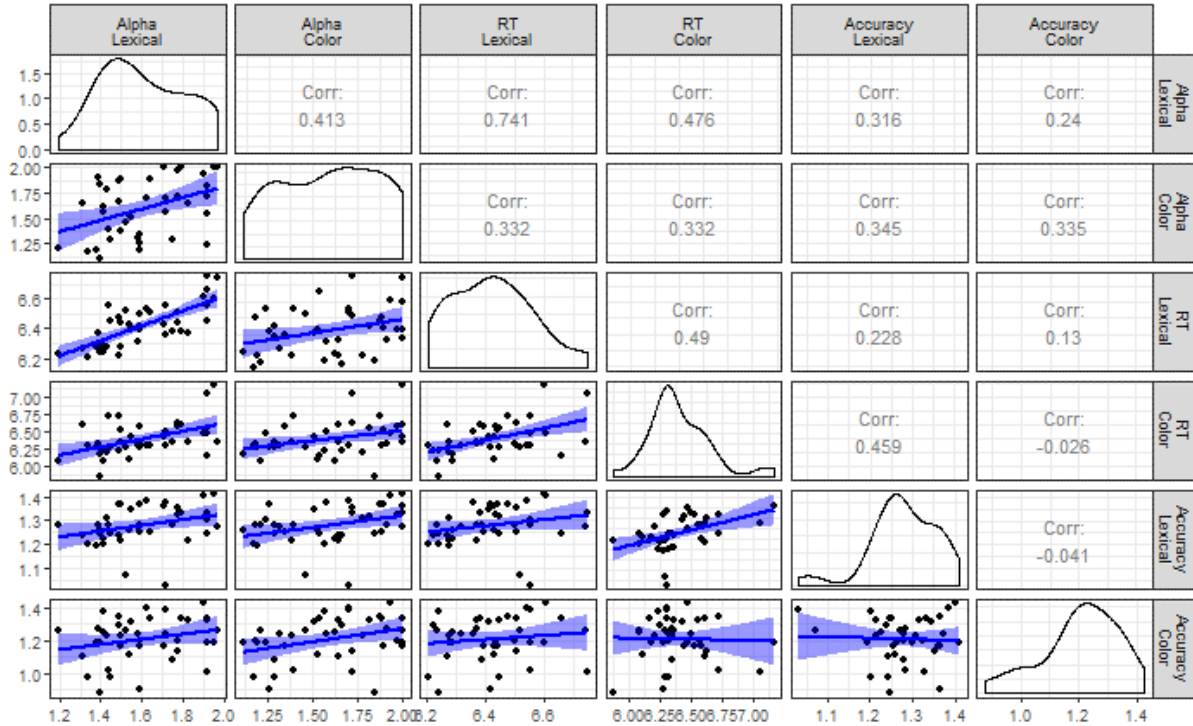 Alpha Lexical
Alpha Color
RT Lexical
RT Color
Accuracy Lexical
Accuracy Color
1.5
1.0
0.5
0.0
Corr: 0.413
Corr: 0.741
Corr: 0.476
Corr: 0.316
Corr: 0.24
Alpha Lexical
2.00
1.75
1.50
1.25
Corr: 0.332
Corr: 0.332
Corr: 0.345
Corr: 0.335
Alpha Color
6.6
6.4
6.2
Corr: 0.49
Corr: 0.228
Corr: 0.13
RT Lexical
7.00
6.75
6.50
6.25
6.00
Corr: 0.459
Corr: -0.026
RT Color
1.4
1.3
1.2
1.1
Corr: -0.041
Accuracy Lexical
1.4
1.2
1.0
Accuracy Color
1.2 1.4 1.6 1.8 2.0
1.25 1.50 1.75 2.00
6.2 6.4 6.6
6.00 6.25 6.50 6.75 7.00
1.1 1.2 1.3 1.4
1.0 1.2 1.4